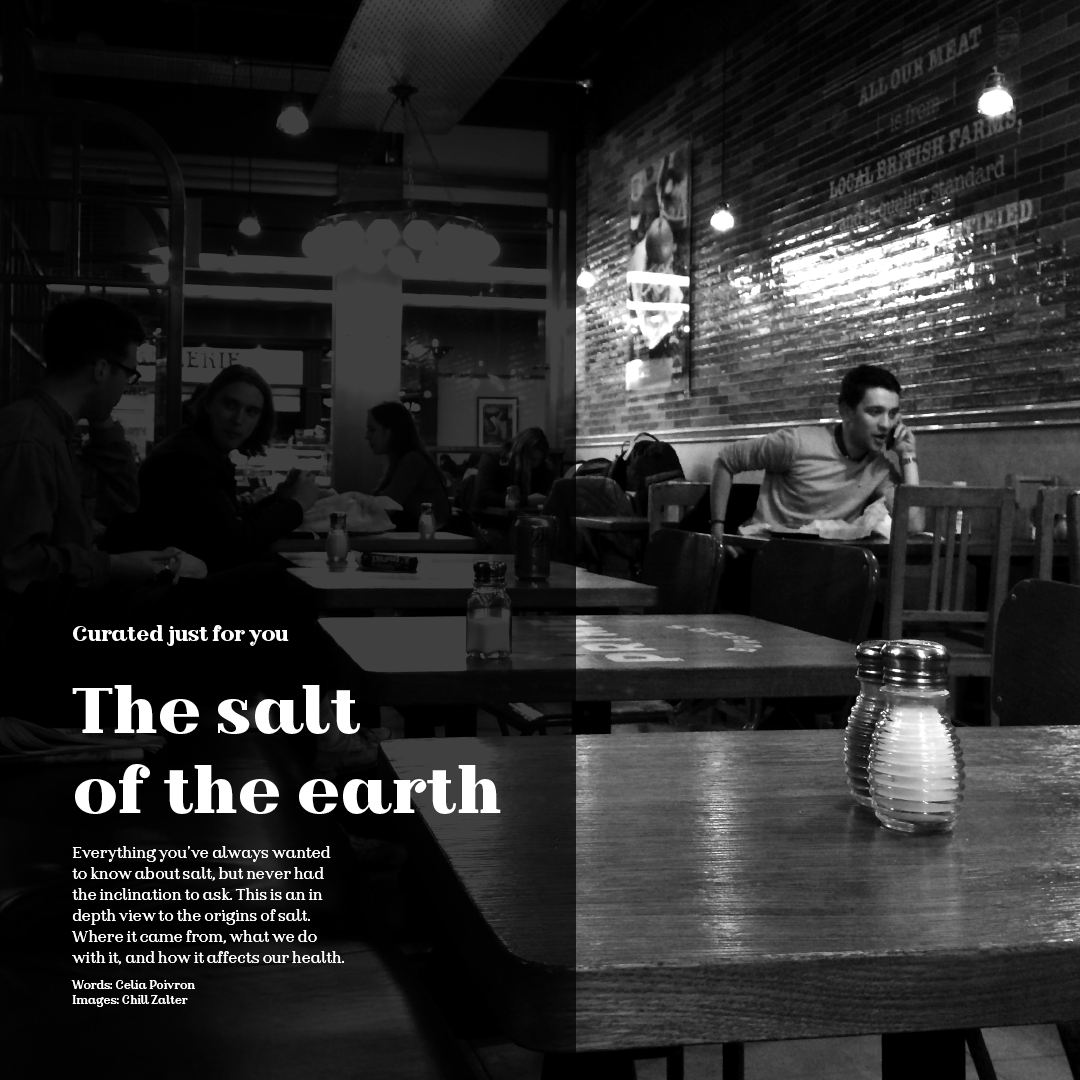 ALL OUR MEAT
is from
LOCAL BRITISH FARMS,
standard
ERIE
Curated just for you
The salt
of the earth
Everything you've always wanted
to know about salt, but never had
the inclination to ask. This is an in
depth view to the origins of salt.
Where it came from, what we do
with it, and how it affects our health.
Words: Celia Poivron
Images: Chill Zalter